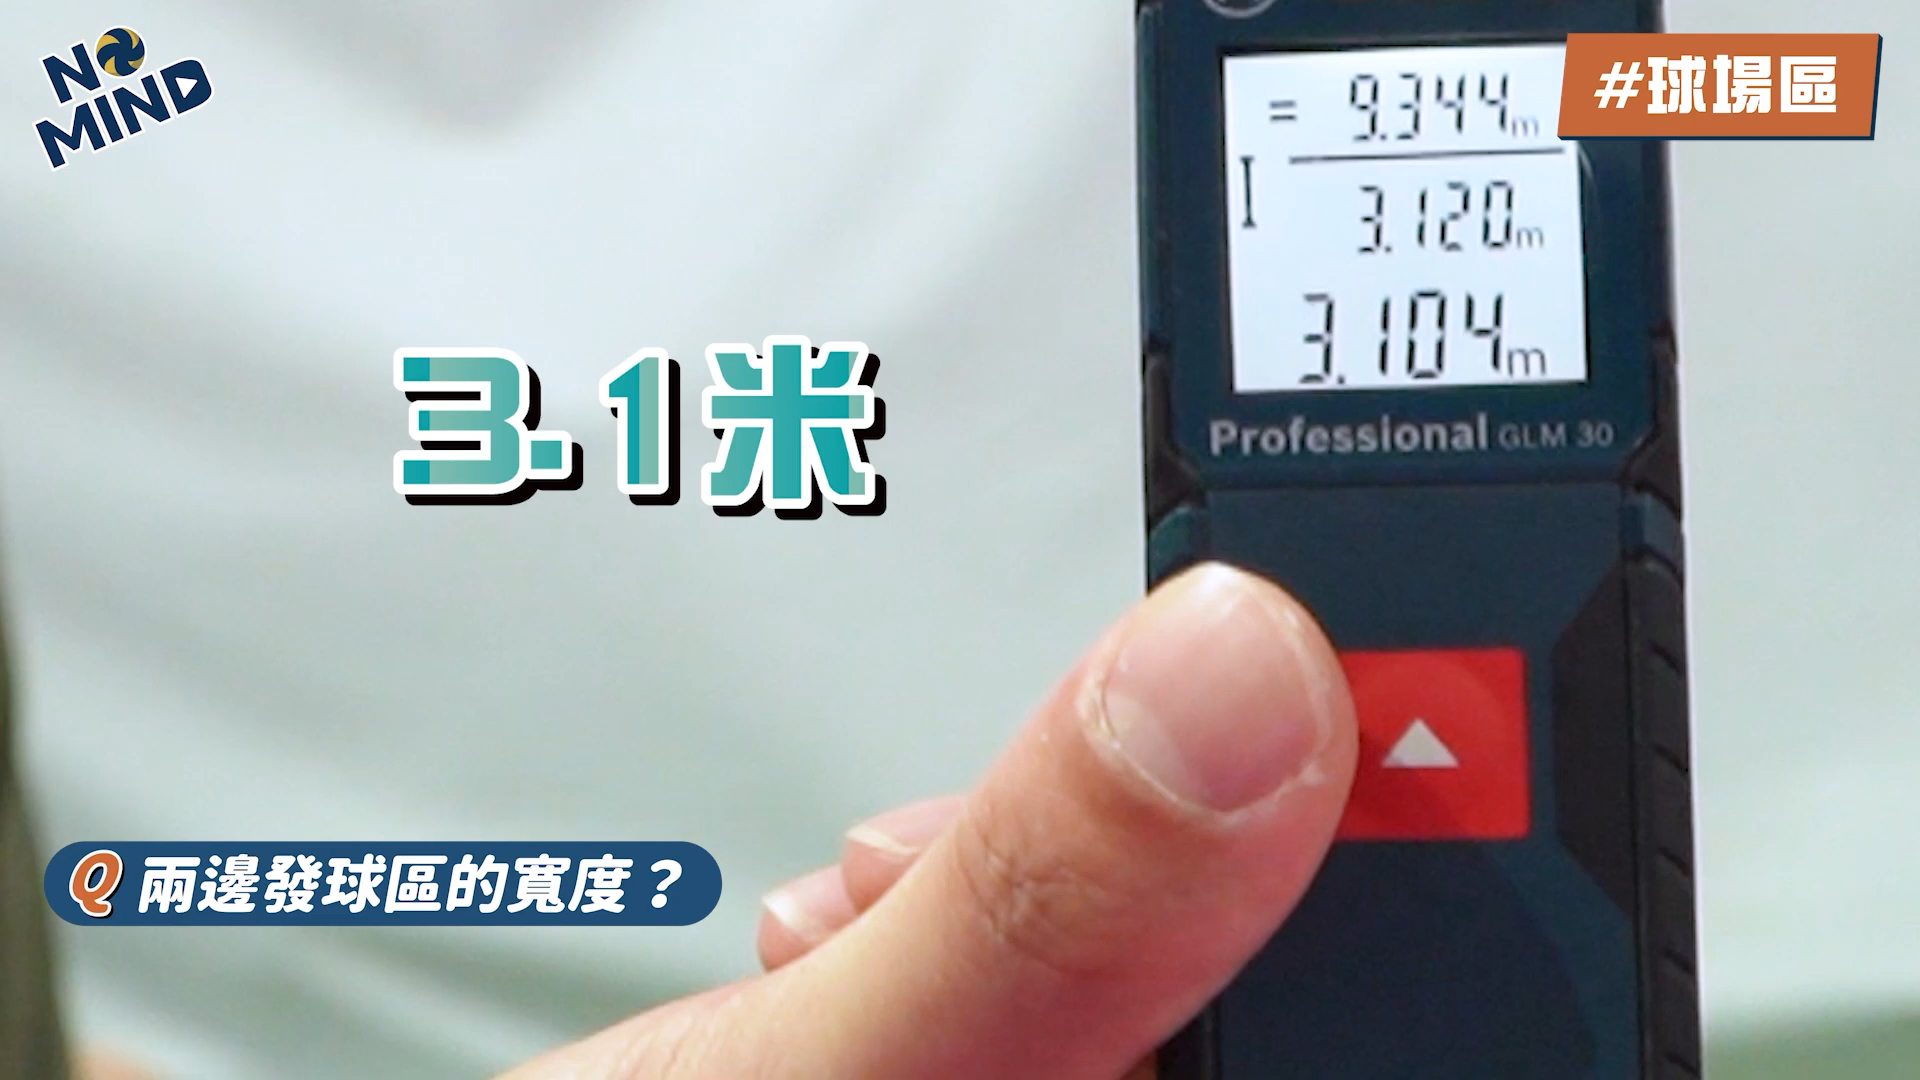 NO
MIND
#球場區
= 9.344m
3.120m
3.104m
Professional GLM 30
3.1米
Q 兩邊發球區的寬度？